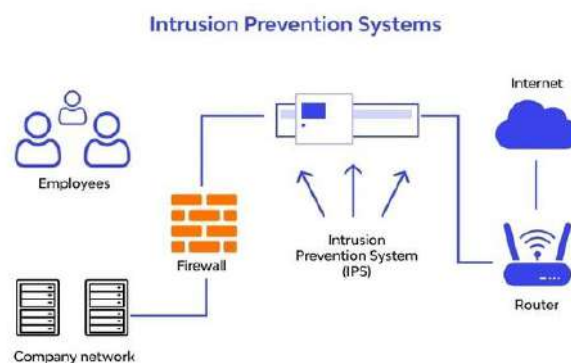 Intrusion Prevention Systems
Internet
Employees
Intrusion
Prevention System
(IPS)
Firewall
Router
Company network